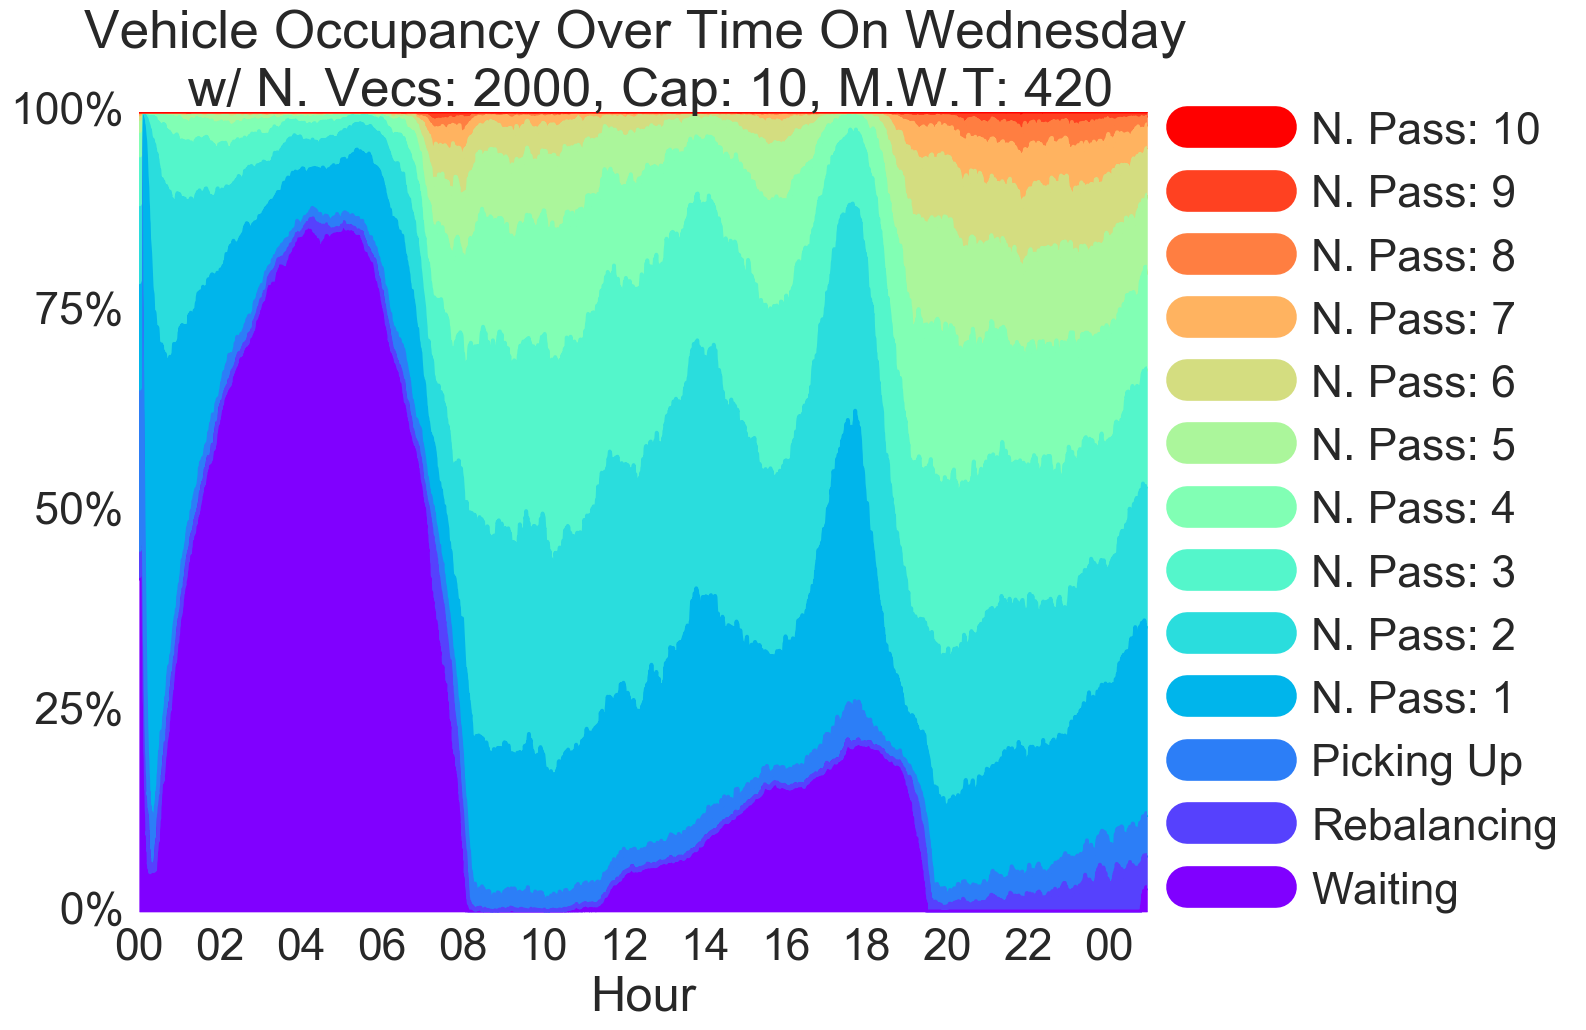 Vehicle Occupancy Over Time On Wednesday
w/ N. Vecs: 2000, Cap: 10, M.W.T: 420
100%
75%
50%
25%
0%
00 02 04 06 08 10 12 14 16 18 20 22 00
Hour
N. Pass: 10
N. Pass: 9
N. Pass: 8
N. Pass: 7
N. Pass: 6
N. Pass: 5
N. Pass: 4
N. Pass: 3
N. Pass: 2
N. Pass: 1
Picking Up
Rebalancing
Waiting